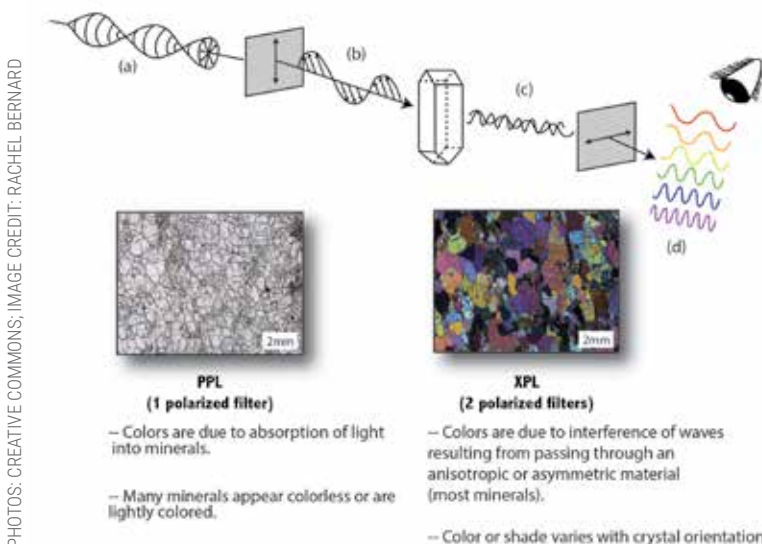 PHOTOS: CREATIVE COMMONS; IMAGE CREDIT: RACHEL BERNARD
(a)
(b)
(c)
(d)
2mm
2mm
PPL
(1 polarized filter)
-- Colors are due to absorption of light
into minerals.
-- Many minerals appear colorless or are
lightly colored.
XPL
(2 polarized filters)
-- Colors are due to interference of waves
resulting from passing through an
anisotropic or asymmetric material
(most minerals).
-- Color or shade varies with crystal orientation